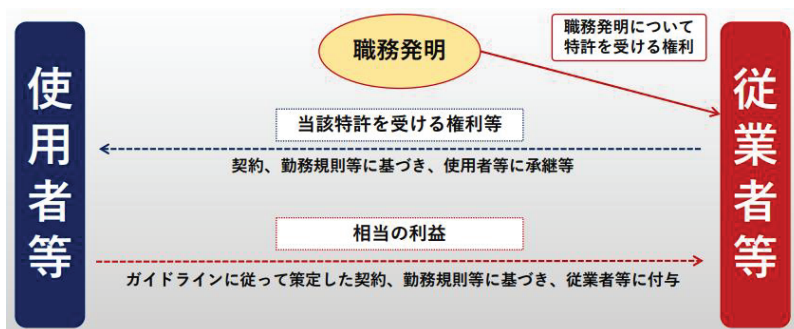 職務発明
職務発明について
特許を受ける権利
使用者等
従業者等
当該特許を受ける権利等
契約、勤務規則等に基づき、使用者等に承継等
相当の利益
ガイドラインに従って策定した契約、勤務規則等に基づき、従業者等に付与